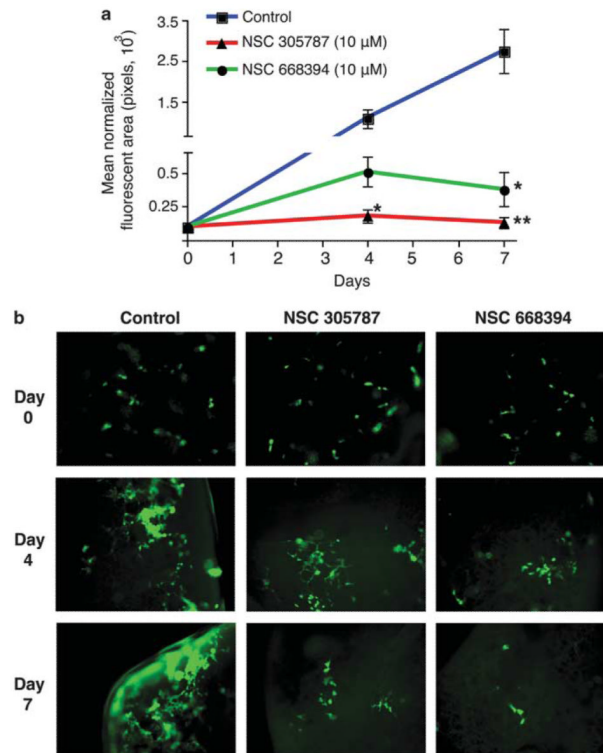 a
Control
NSC 305787 (10 µM)
NSC 668394 (10 µM)
Mean normalized
fluorescent area (pixels, 10³)
3.5
2.5
1.5
0.5
0.25
*
*
**
0 1 2 3 4 5 6 7
Days
b
Control NSC 305787 NSC 668394
Day
0
Day
4
Day
7